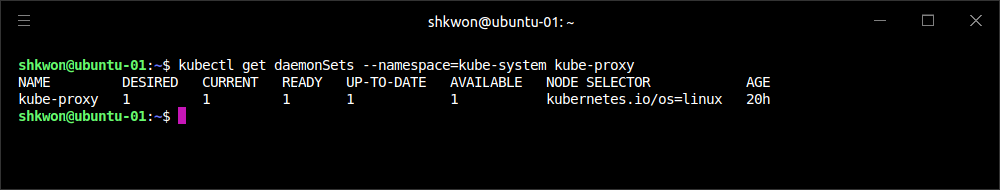 shkwon@ubuntu-01: ~
shkwon@ubuntu-01:~$ kubectl get daemonSets --namespace=kube-system kube-proxy
NAME         DESIRED   CURRENT   READY   UP-TO-DATE   AVAILABLE   NODE SELECTOR            AGE
kube-proxy   1         1         1       1            1           kubernetes.io/os=linux   20h
shkwon@ubuntu-01:~$